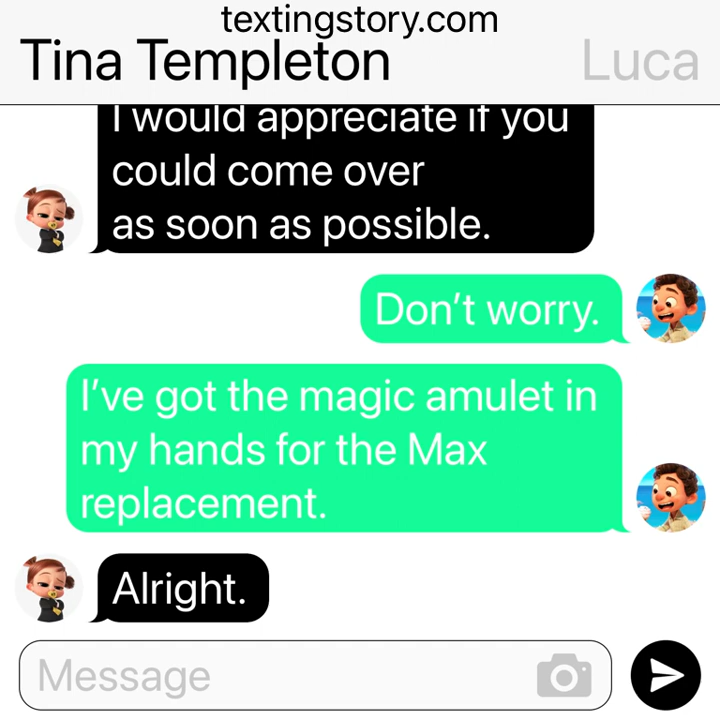 textingstory.com
Tina Templeton
Luca
I would appreciate if you
could come over
as soon as possible.
Don't worry.
I've got the magic amulet in
my hands for the Max
replacement.
Alright.
Message